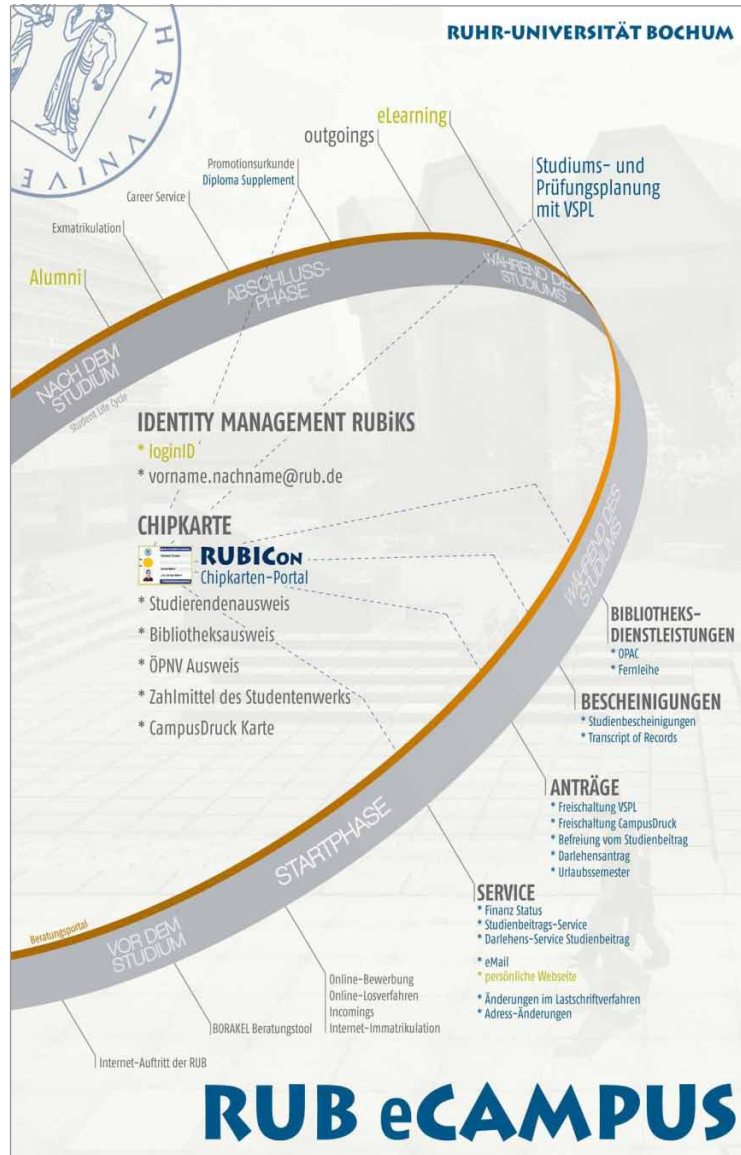 RUHR-UNIVERSITÄT BOCHUM
HR-VNIVE
eLearning
outgoings
Promotionsurkunde
Diploma Supplement
Studiums- und
Prüfungsplanung
mit VSPL
Career Service
Exmatrikulation
Alumni
ABSCHLUSS-
PHASE
WÄHREND DES
STUDIUMS
NACH DEM
STUDIUM
Student Life Cycle
IDENTITY MANAGEMENT RUBiKS
* loginID
* vorname.nachname@rub.de
CHIPKARTE
RUBICon
Chipkarten-Portal
* Studierendenausweis
* Bibliotheksausweis
* ÖPNV Ausweis
* Zahlmittel des Studentenwerks
* CampusDruck Karte
WÄHREND DES
STUDIUMS
BIBLIOTHEKS-
DIENSTLEISTUNGEN
* OPAC
* Fernleihe
BESCHEINIGUNGEN
* Studienbescheinigungen
* Transcript of Records
ANTRÄGE
* Freischaltung VSPL
* Freischaltung CampusDruck
* Befreiung vom Studienbeitrag
* Darlehensantrag
* Urlaubssemester
STARTPHASE
SERVICE
* Finanz Status
* Studienbeitrags-Service
* Darlehens-Service Studienbeitrag
* eMail
* persönliche Webseite
* Änderungen im Lastschriftverfahren
* Adress-Änderungen
Beratungsportal
VOR DEM
STUDIUM
Online-Bewerbung
Online-Losverfahren
Incomings
Internet-Immatrikulation
BORAKEL Beratungstool
Internet-Auftritt der RUB
RUB eCAMPUS